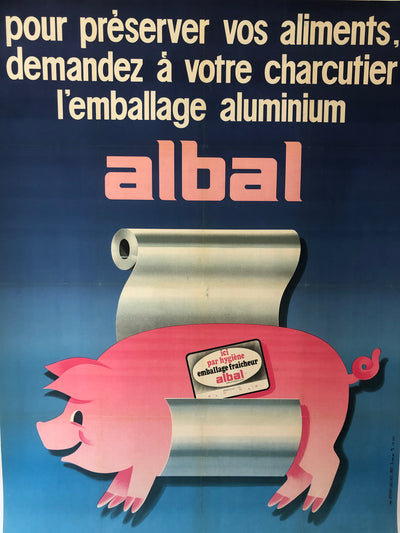 pour préserver vos aliments,
demandez à votre charcutier
l'emballage aluminium
albal
ici
par hygiène
emballage fraîcheur
albal